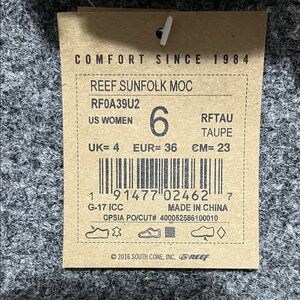 COMFORT SINCE 1984
REEF SUNFOLK MOC
RF0A39U2
US WOMEN 6 RFTAU
TAUPE
UK= 4 EUR= 36 CM= 23
1 91477 02462 7
G-17 ICC MADE IN CHINA
CPSIA PO/CUT# 400052586100010
© 2016 SOUTH CONE, INC. REEF